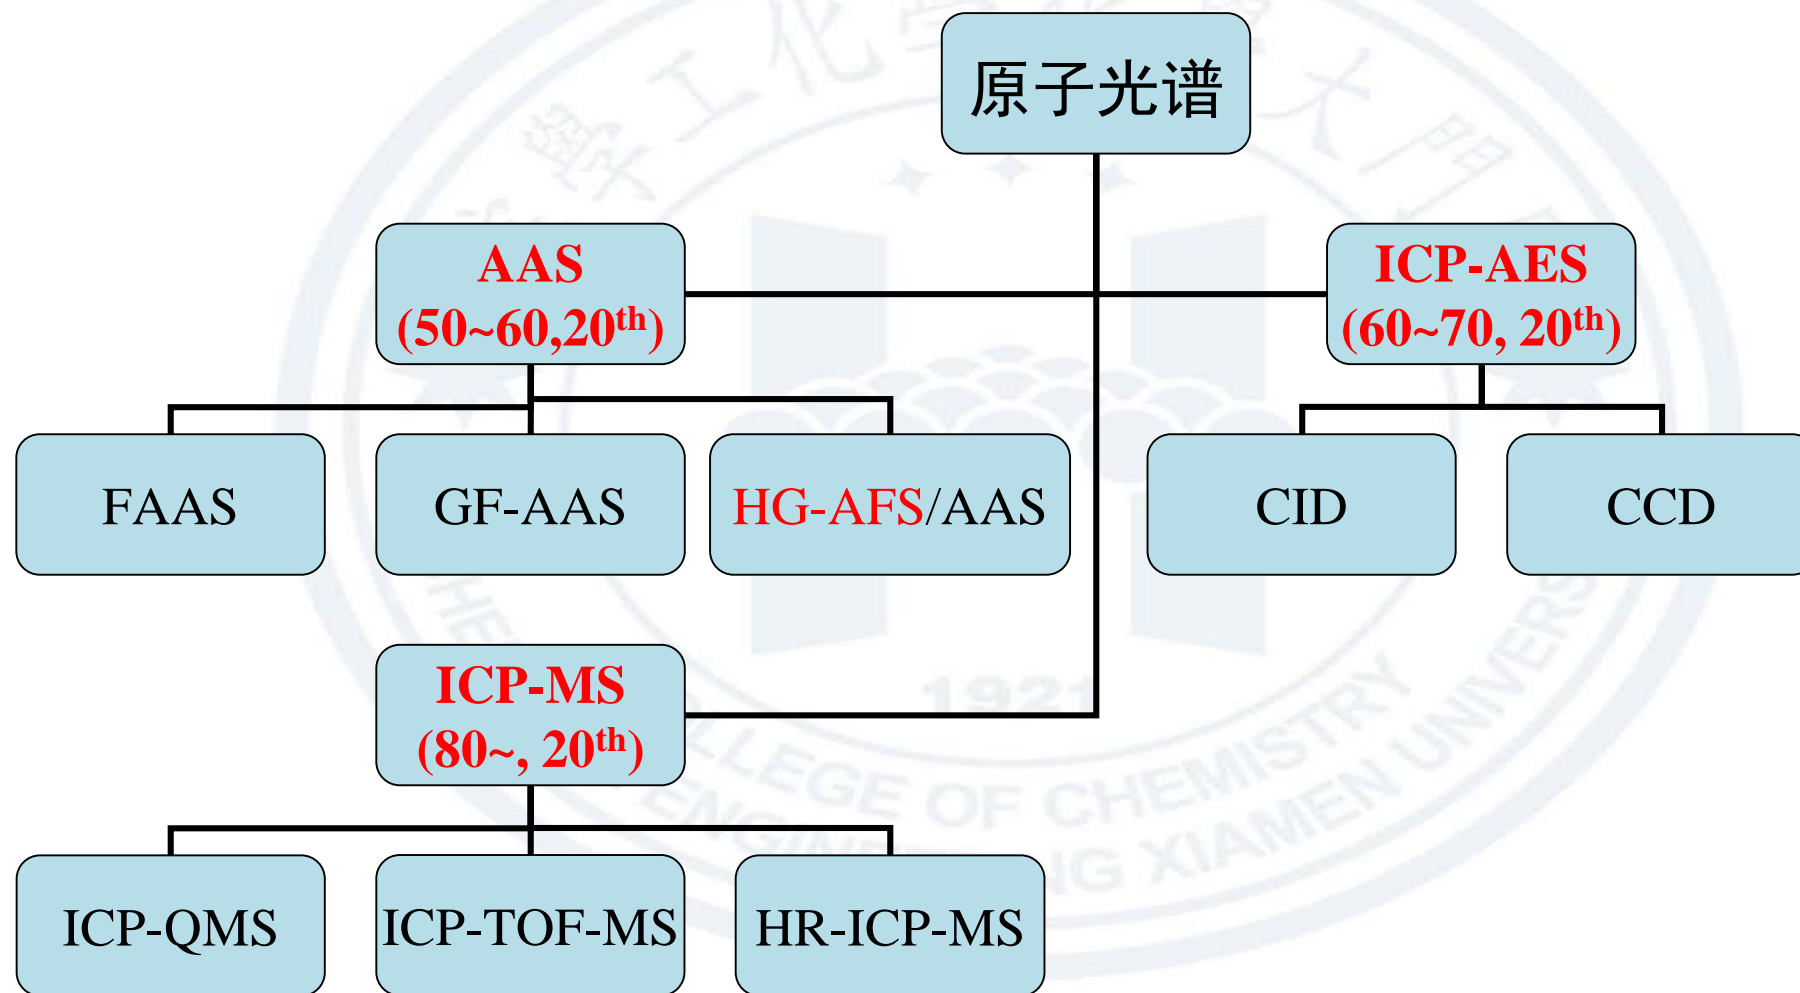 原子光谱
AAS
(50~60,20th)
ICP-AES
(60~70, 20th)
FAAS
GF-AAS
HG-AFS/AAS
CID
CCD
ICP-MS
(80~, 20th)
ICP-QMS
ICP-TOF-MS
HR-ICP-MS
1921